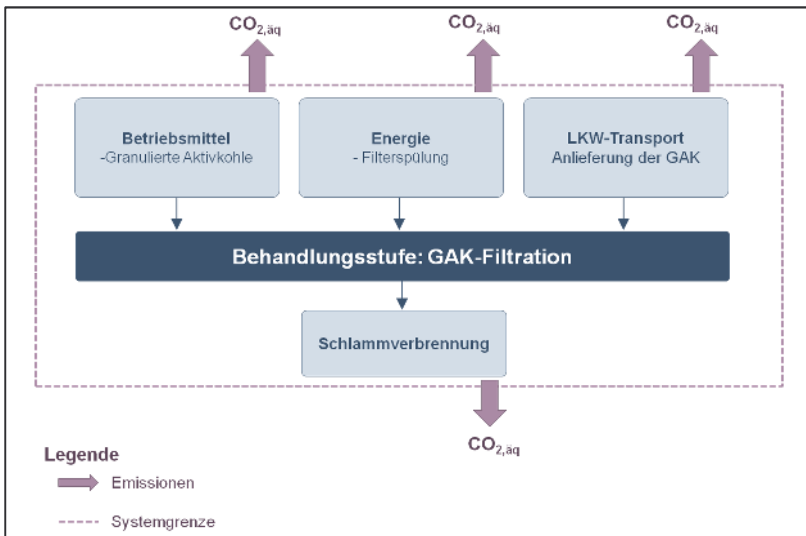 CO2,äq CO2,äq CO2,äq
Betriebsmittel
-Granulierte Aktivkohle
Energie
- Filterspülung
LKW-Transport
Anlieferung der GAK
Behandlungsstufe: GAK-Filtration
Schlammverbrennung
CO2,äq
Legende
Emissionen
Systemgrenze